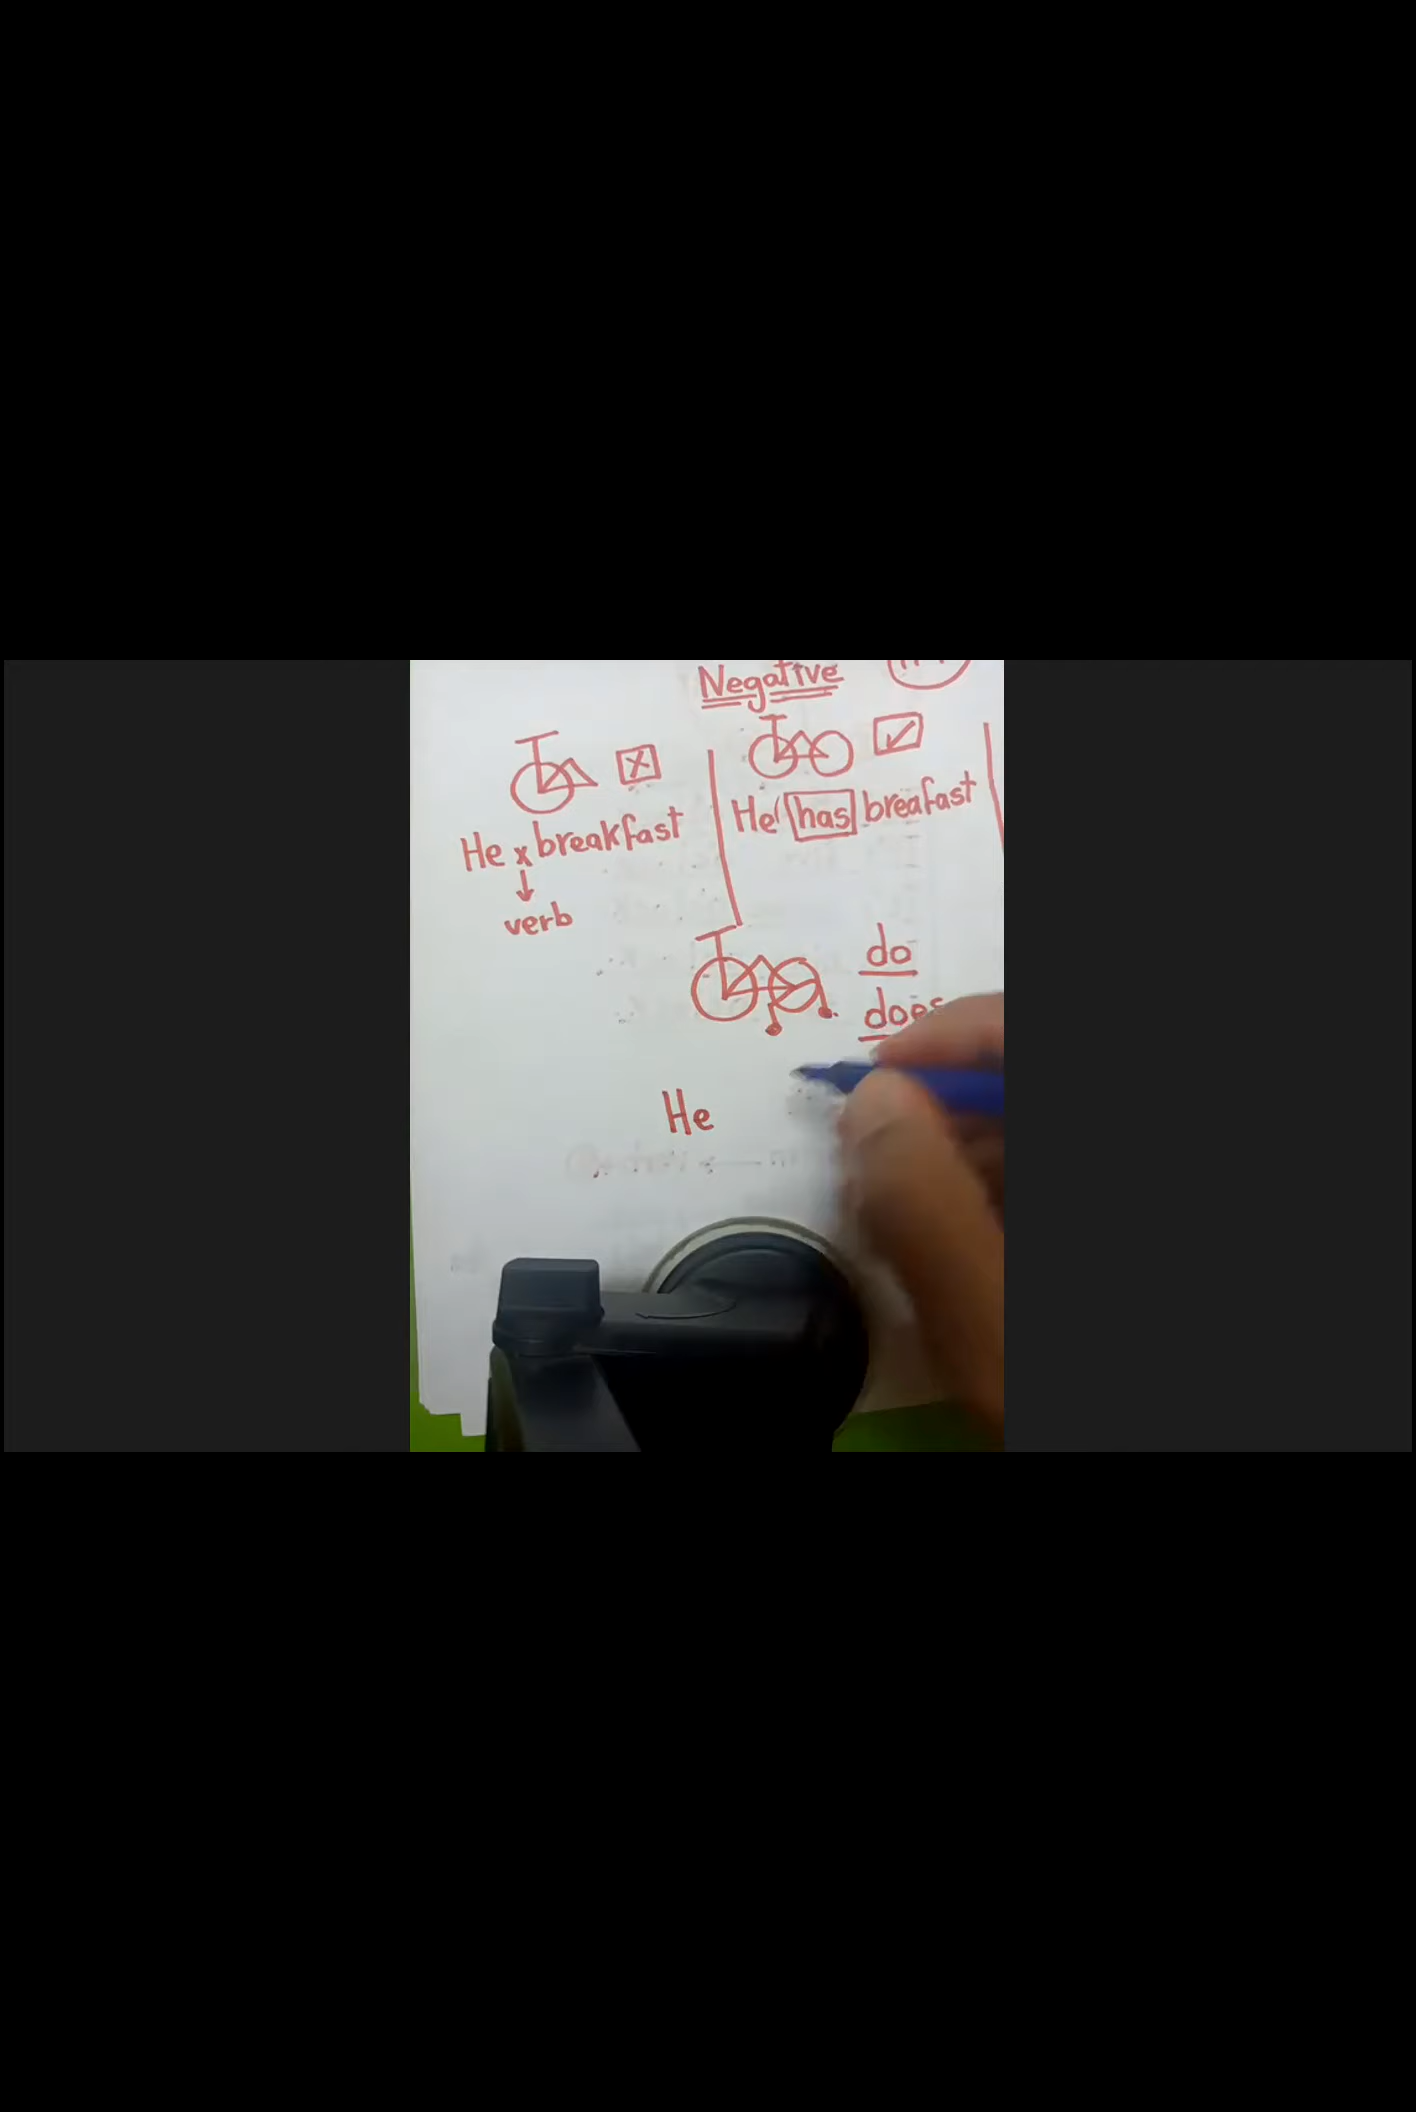 Negative
He x breakfast
verb
He has breafast
do
does
He